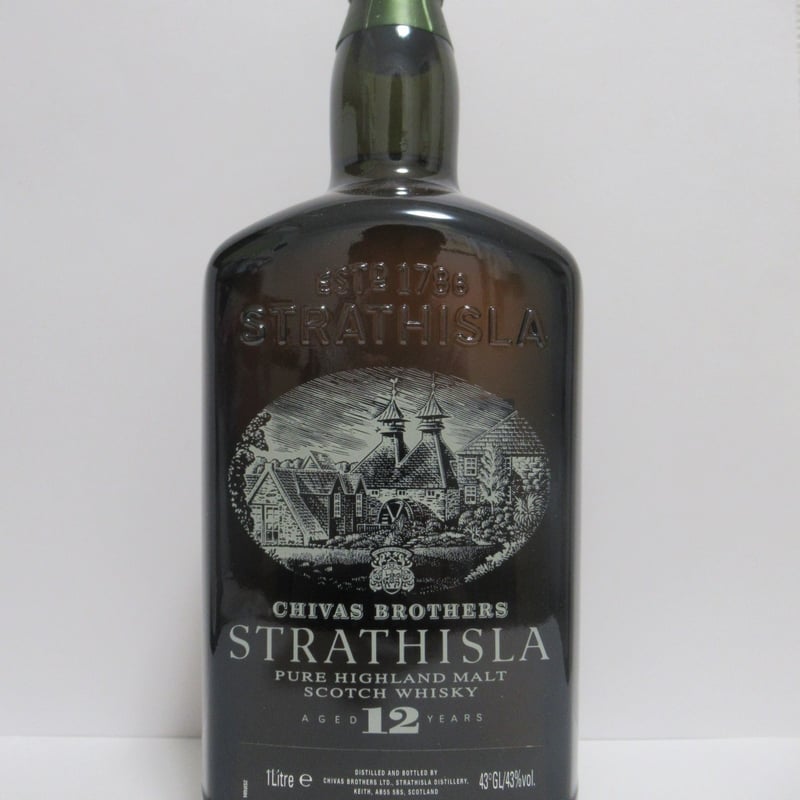 ESTD 1786
STRATHISLA
CHIVAS BROTHERS
STRATHISLA
PURE HIGHLAND MALT
SCOTCH WHISKY
AGED 12 YEARS
1Litre ℮
DISTILLED AND BOTTLED BY
CHIVAS BROTHERS LTD., STRATHISLA DISTILLERY,
KEITH, AB55 5BS, SCOTLAND
43°GL/43%vol.